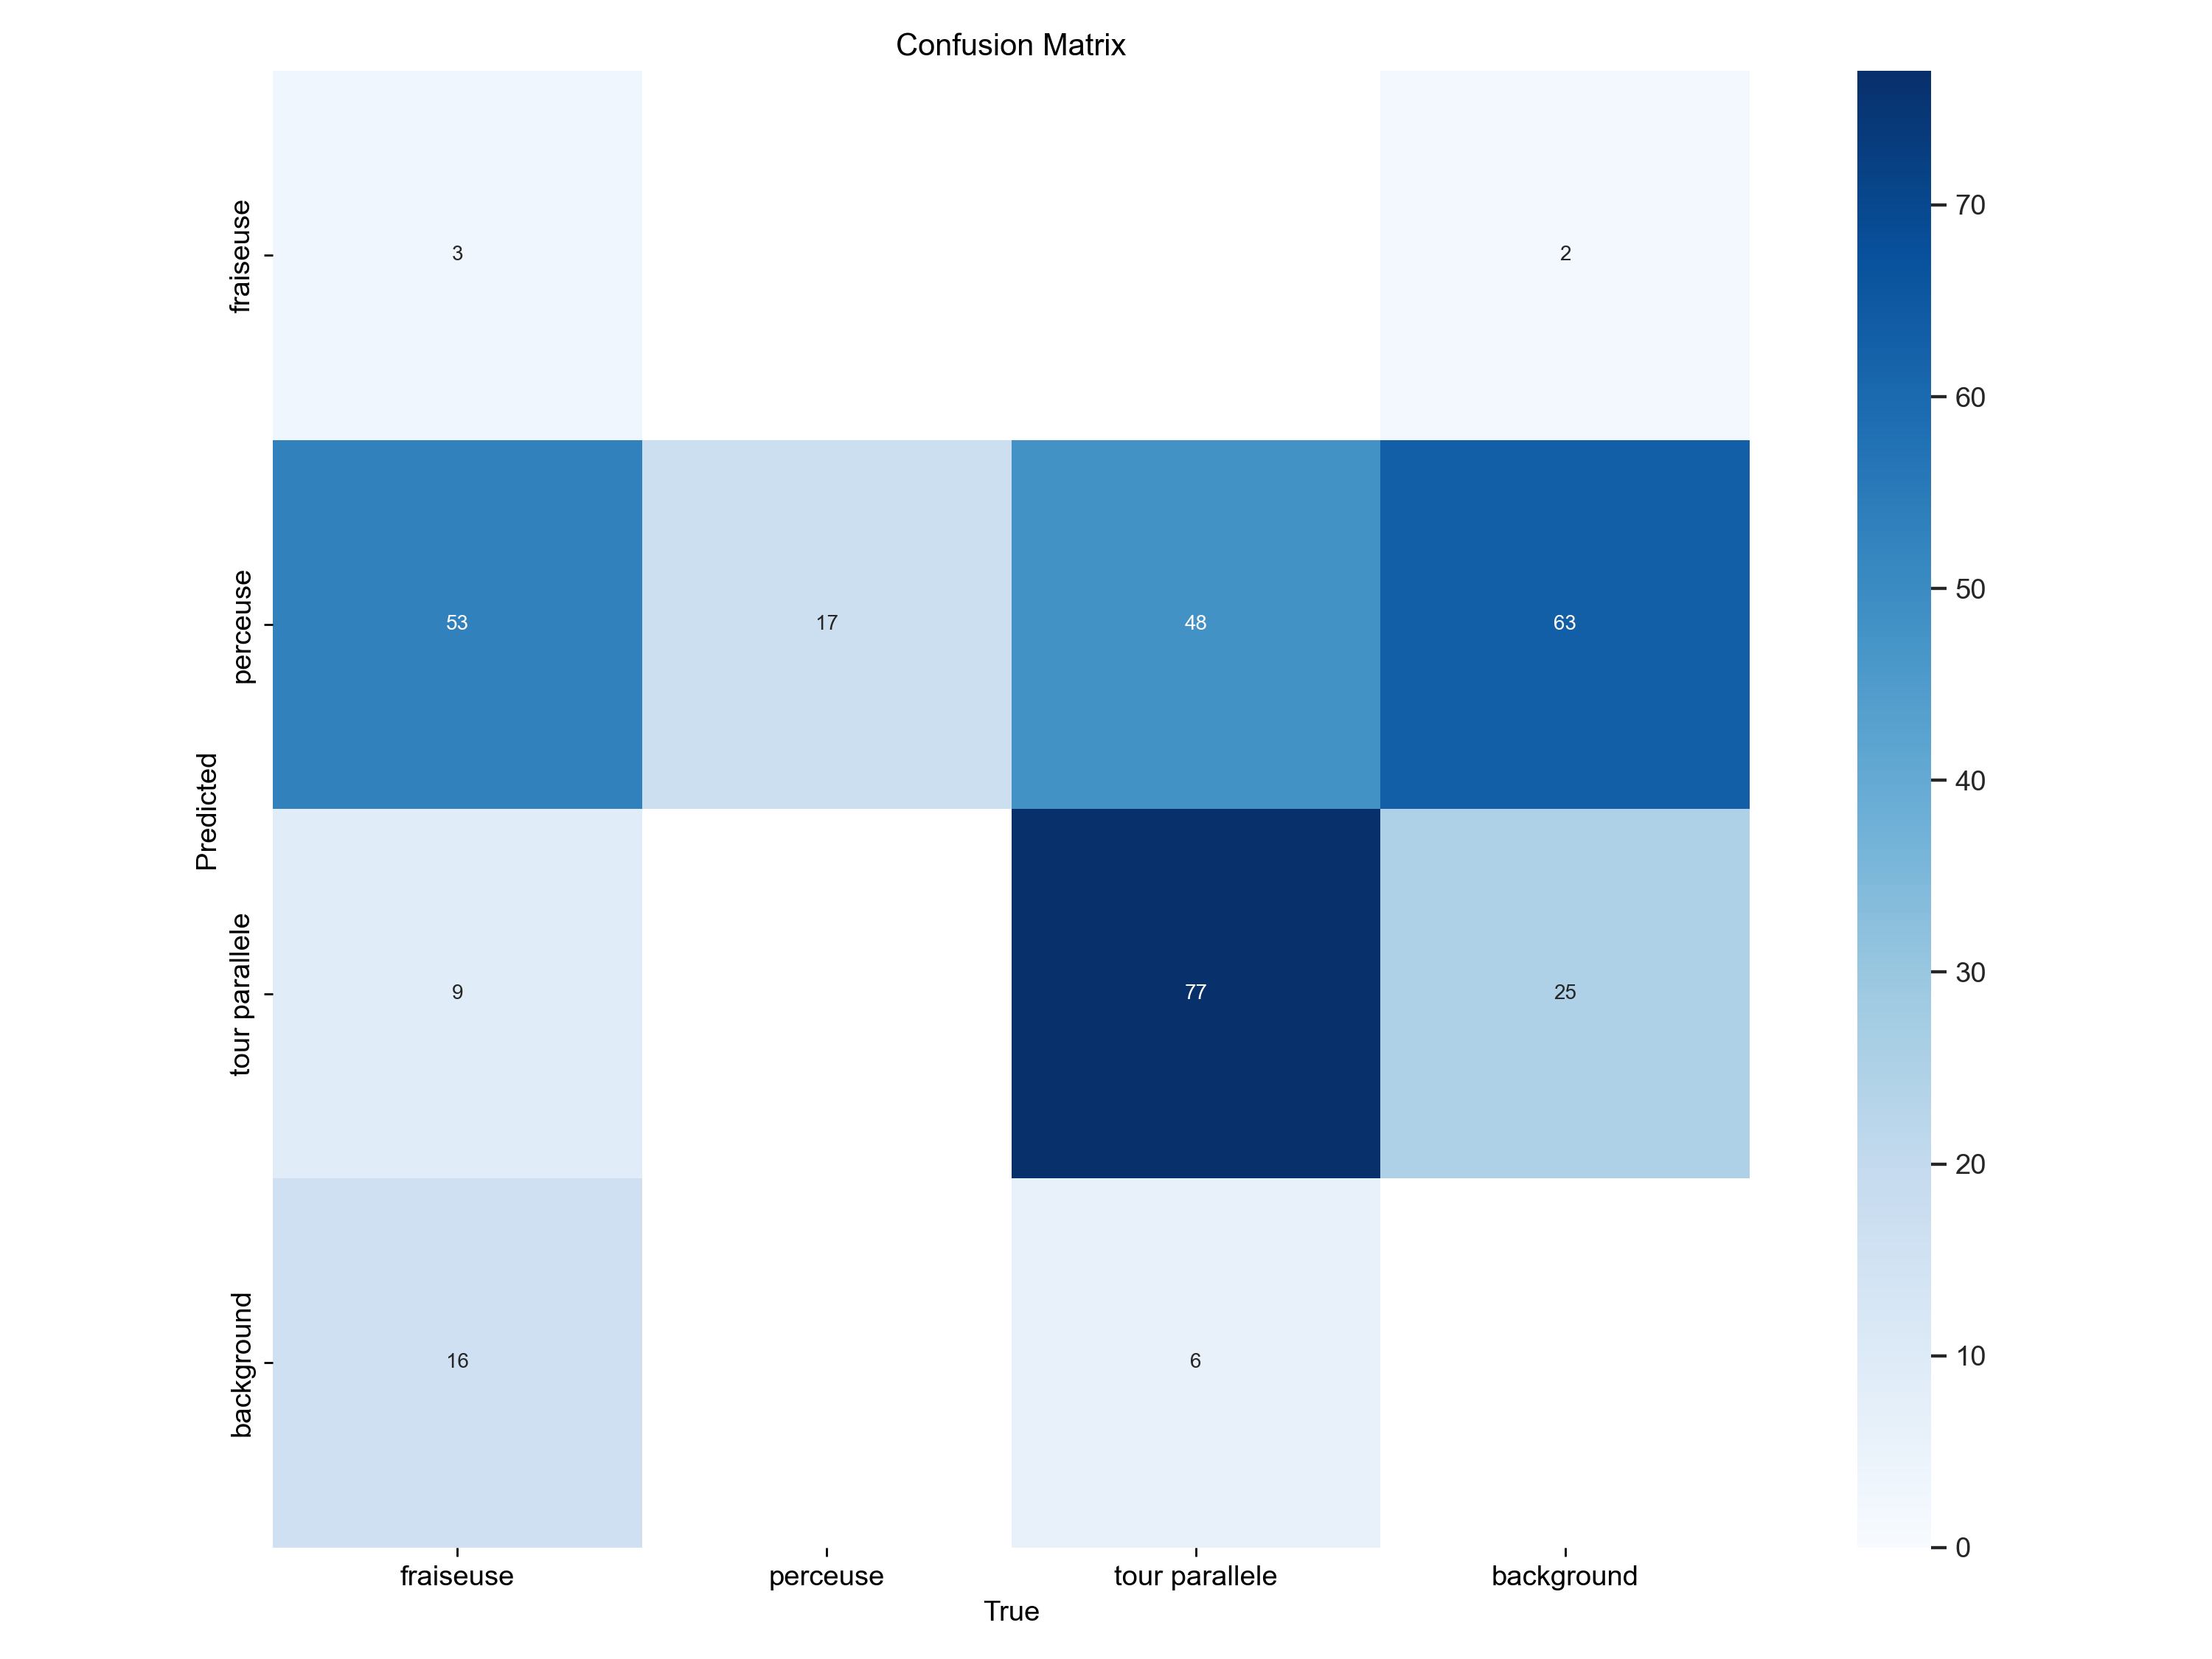 Confusion Matrix
fraiseuse
3
2
perceuse
53
17
48
63
tour parallele
9
77
25
background
16
6
Predicted
fraiseuse
perceuse
tour parallele
background
True
70
60
50
40
30
20
10
0